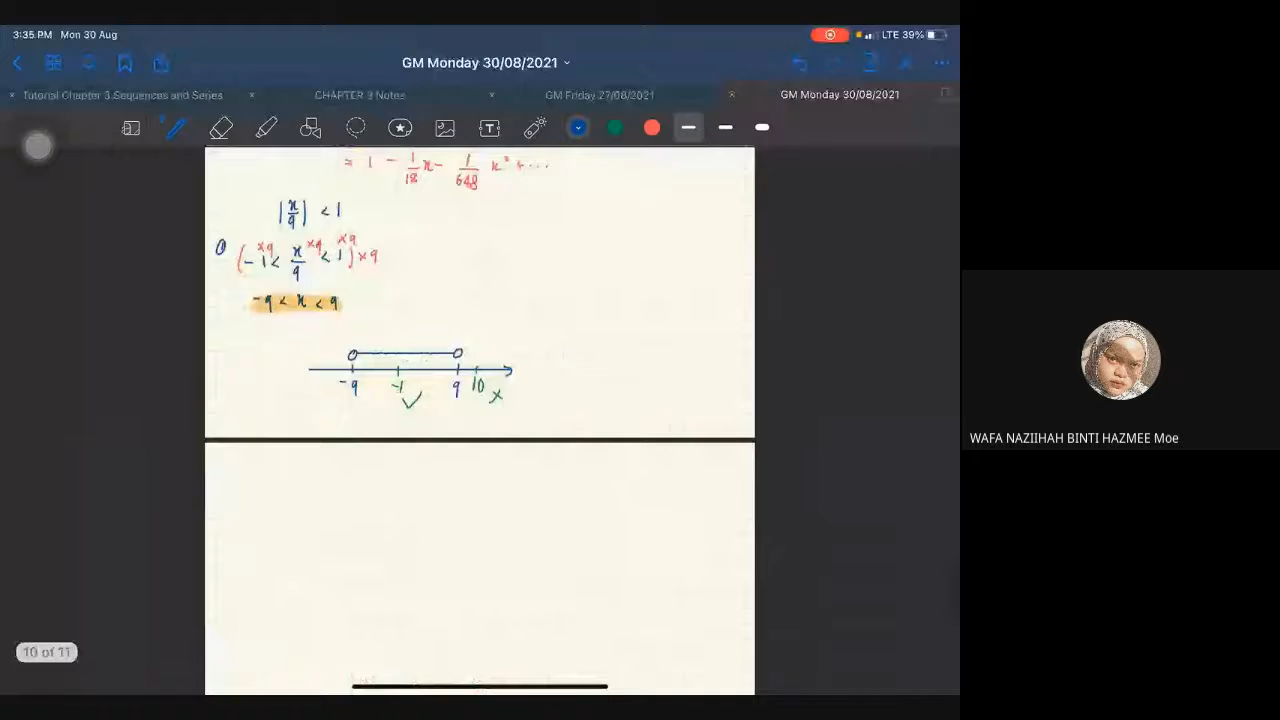 3:35 PM Mon 30 Aug
LTE 39%
GM Monday 30/08/2021
Tutorial Chapter 3 Sequences and Series
CHAPTER 3 Notes
GM Friday 27/08/2021
GM Monday 30/08/2021
= 1 - 1/18 x - 1/648 x² + ...
|x/9| < 1
(-1 < x/9 < 1) ×9
×9 ×9 ×9
-9 < x < 9
-9 -1 9 10 x
10 of 11
WAFA NAZIIHAH BINTI HAZMEE Moe